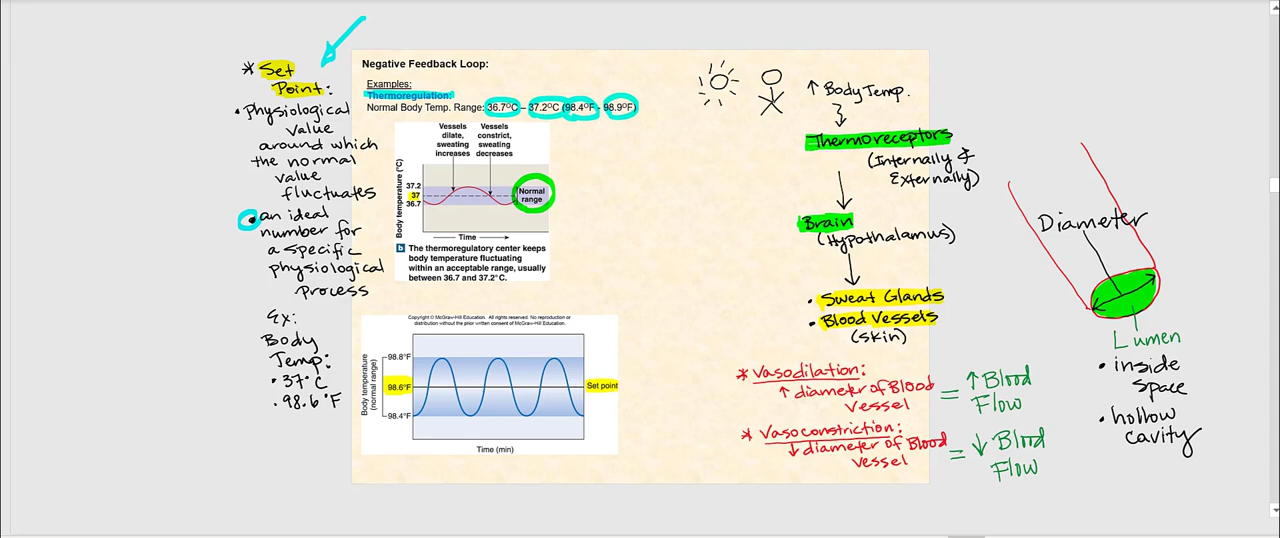 * Set
Point:
• Physiological
value
around which
the normal
value
fluctuates
• an ideal
number for
a specific
physiological
process
Ex:
Body
Temp:
• 37°C
• 98.6°F
Negative Feedback Loop:
Examples:
Thermoregulation:
Normal Body Temp. Range: 36.7°C – 37.2°C (98.4°F - 98.9°F)
Vessels dilate, sweating increases
Vessels constrict, sweating decreases
Body temperature (°C)
37.2
37
36.7
Normal range
Time
b The thermoregulatory center keeps
body temperature fluctuating
within an acceptable range, usually
between 36.7 and 37.2°C.
Copyright © McGraw-Hill Education. All rights reserved. No reproduction or
distribution without the prior written consent of McGraw-Hill Education.
Body temperature
(normal range)
98.8°F
98.6°F
98.4°F
Set point
Time (min)
↑ Body Temp.
Thermoreceptors
(Internally &
Externally)
Brain
(Hypothalamus)
• Sweat Glands
• Blood Vessels
(skin)
* Vasodilation:
↑ diameter of Blood
Vessel
= ↑ Blood
Flow
* Vasoconstriction:
↓ diameter of Blood
Vessel
= ↓ Blood
Flow
Diameter
Lumen
• inside
space
• hollow
cavity